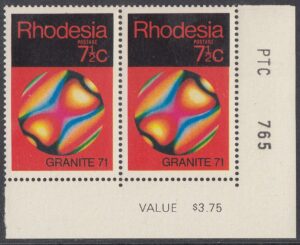 Rhodesia
POSTAGE
7½C
GRANITE 71
Rhodesia
POSTAGE
7½C
GRANITE 71
PTC 765
VALUE $3.75